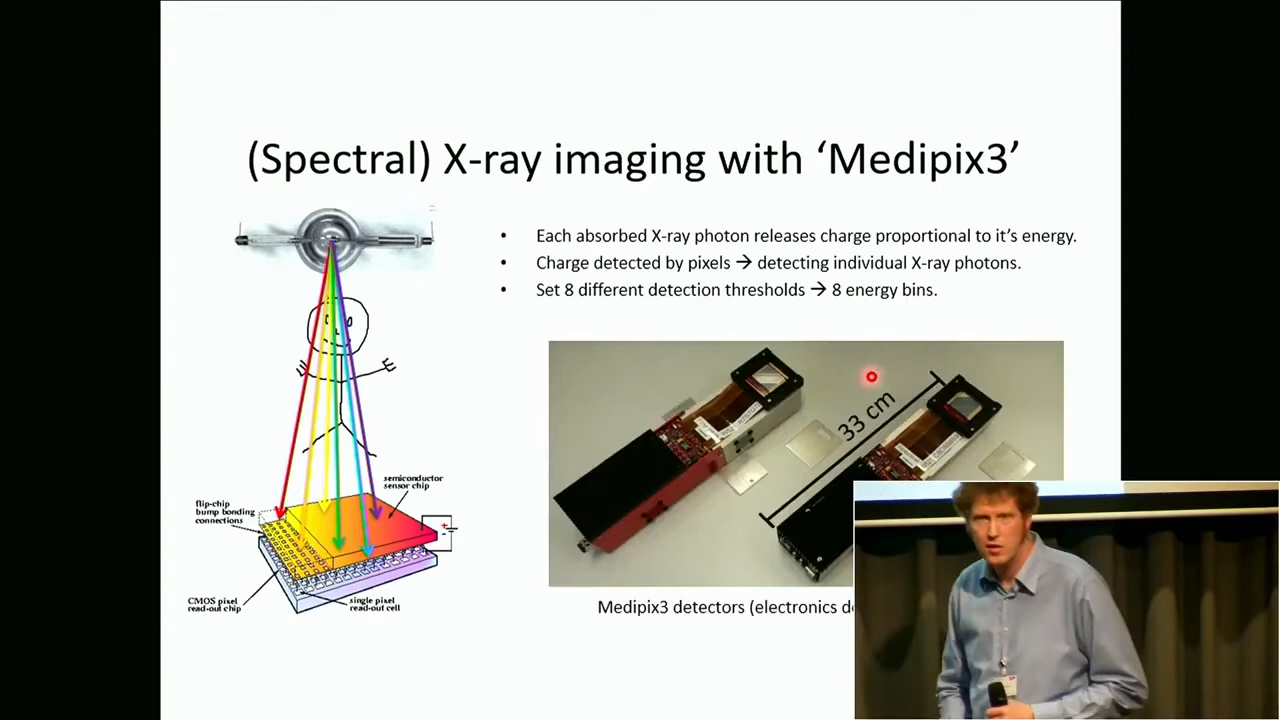 (Spectral) X-ray imaging with ‘Medipix3’
• Each absorbed X-ray photon releases charge proportional to it’s energy.
• Charge detected by pixels → detecting individual X-ray photons.
• Set 8 different detection thresholds → 8 energy bins.
33 cm
semiconductor
sensor chip
flip-chip
bump bonding
connections
+
-
CMOS pixel
read-out chip
single pixel
read-out cell
Medipix3 detectors (electronics de